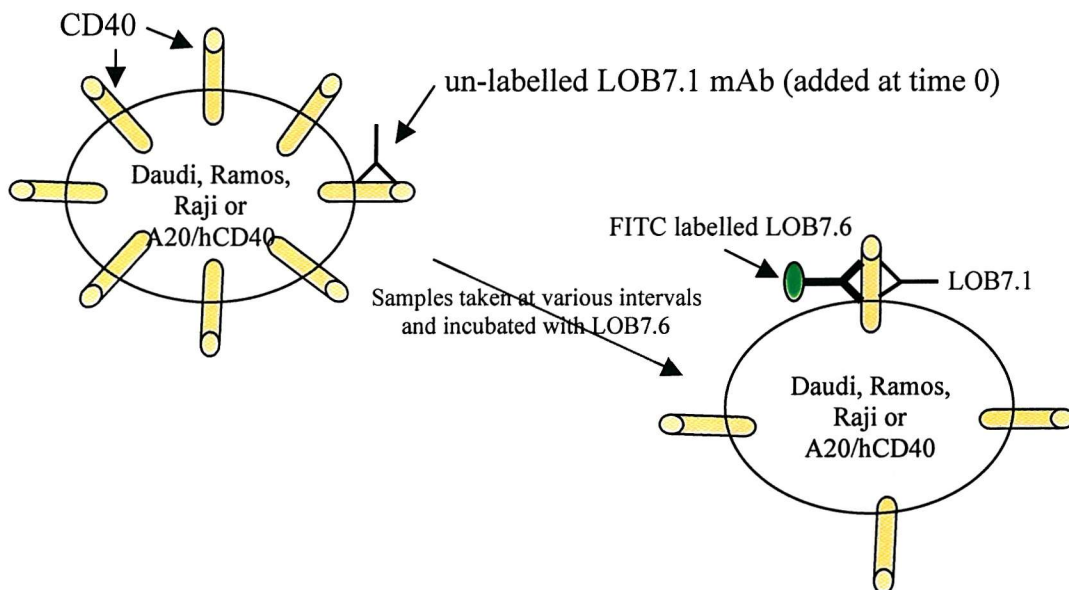 CD40
un-labelled LOB7.1 mAb (added at time 0)
Daudi, Ramos,
Raji or
A20/hCD40
FITC labelled LOB7.6
LOB7.1
Samples taken at various intervals
and incubated with LOB7.6
Daudi, Ramos,
Raji or
A20/hCD40